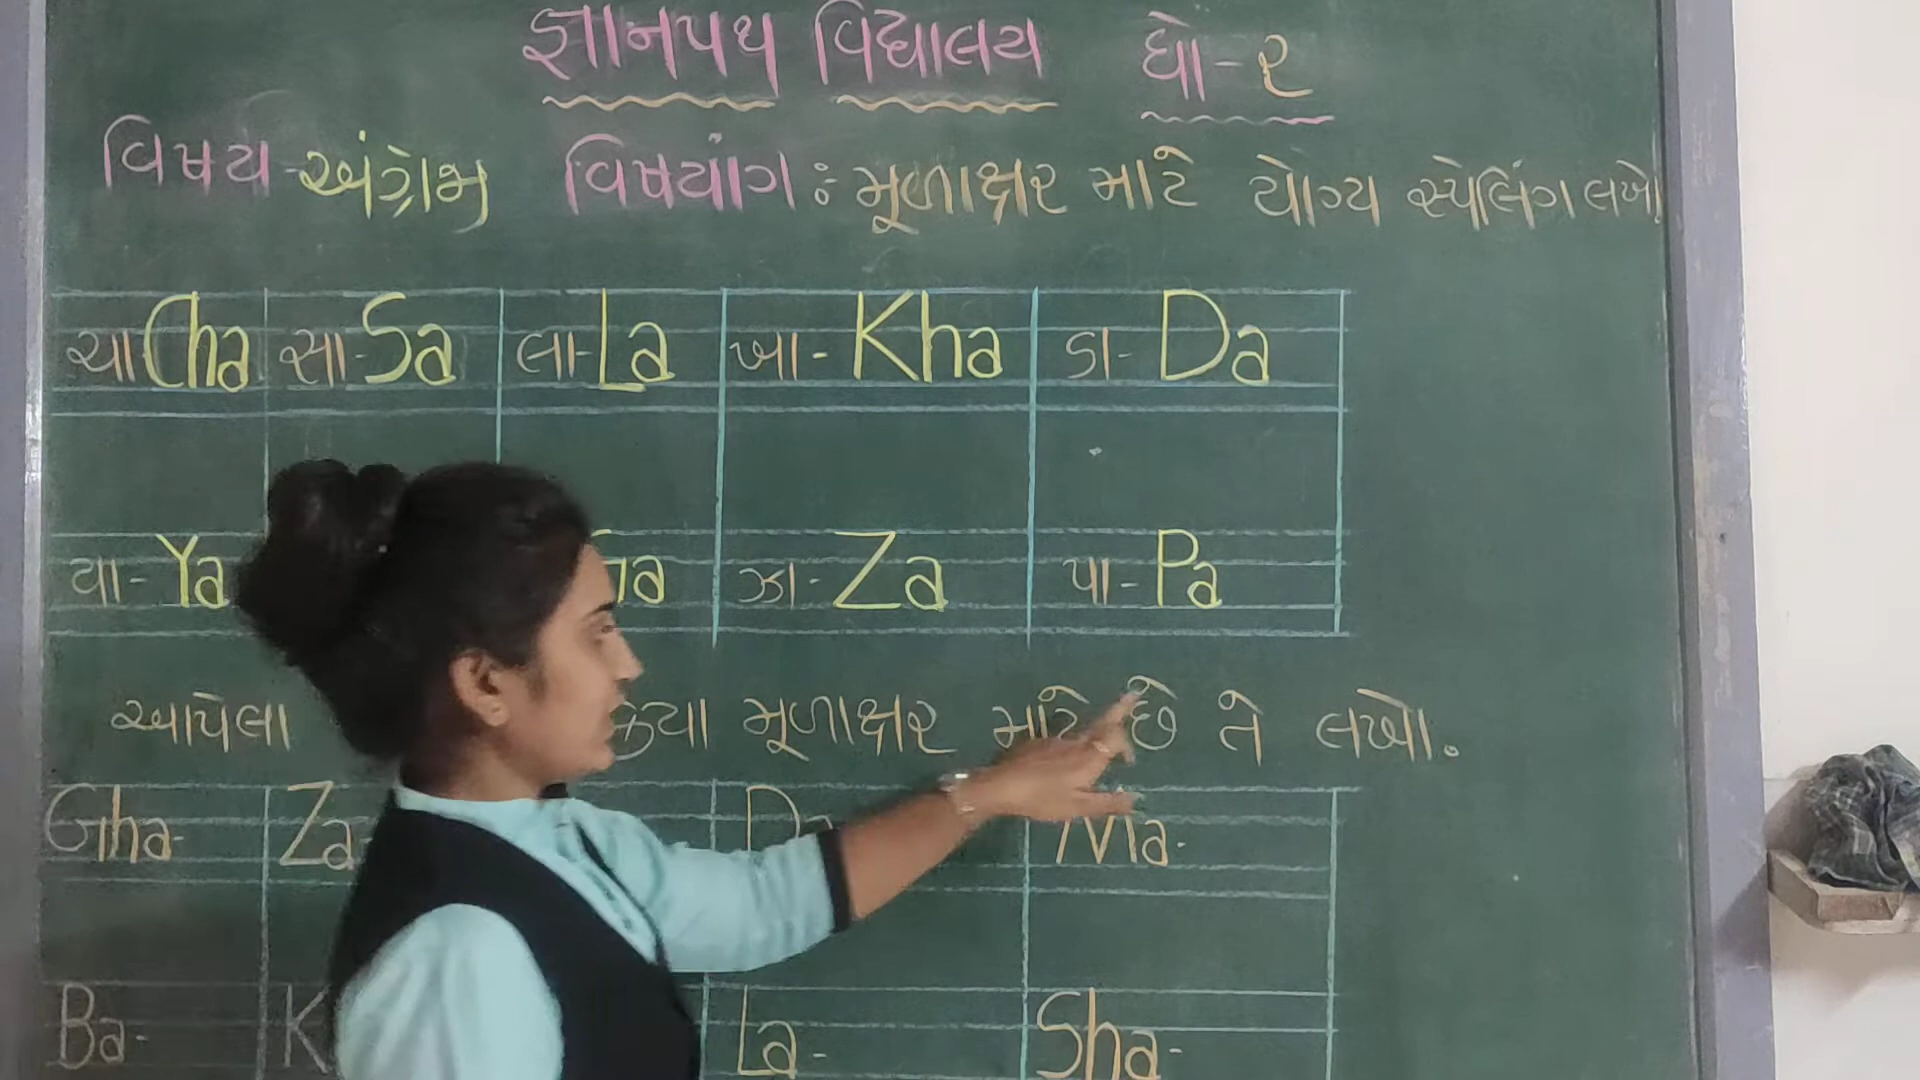 જ્ઞાનપથ વિદ્યાલય ધો-૨
વિષય-અંગ્રેજી વિષયાંગ : મૂળાક્ષર માટે યોગ્ય સ્પેલિંગ લખો
ચા Cha સા-Sa લા-La ખા-Kha ડા-Da
યા-Ya ઝા-Za પા-Pa
આપેલા કયા મૂળાક્ષર માટે છે તે લખો.
Gha- Za- Ma-
Ba- La- Sha-